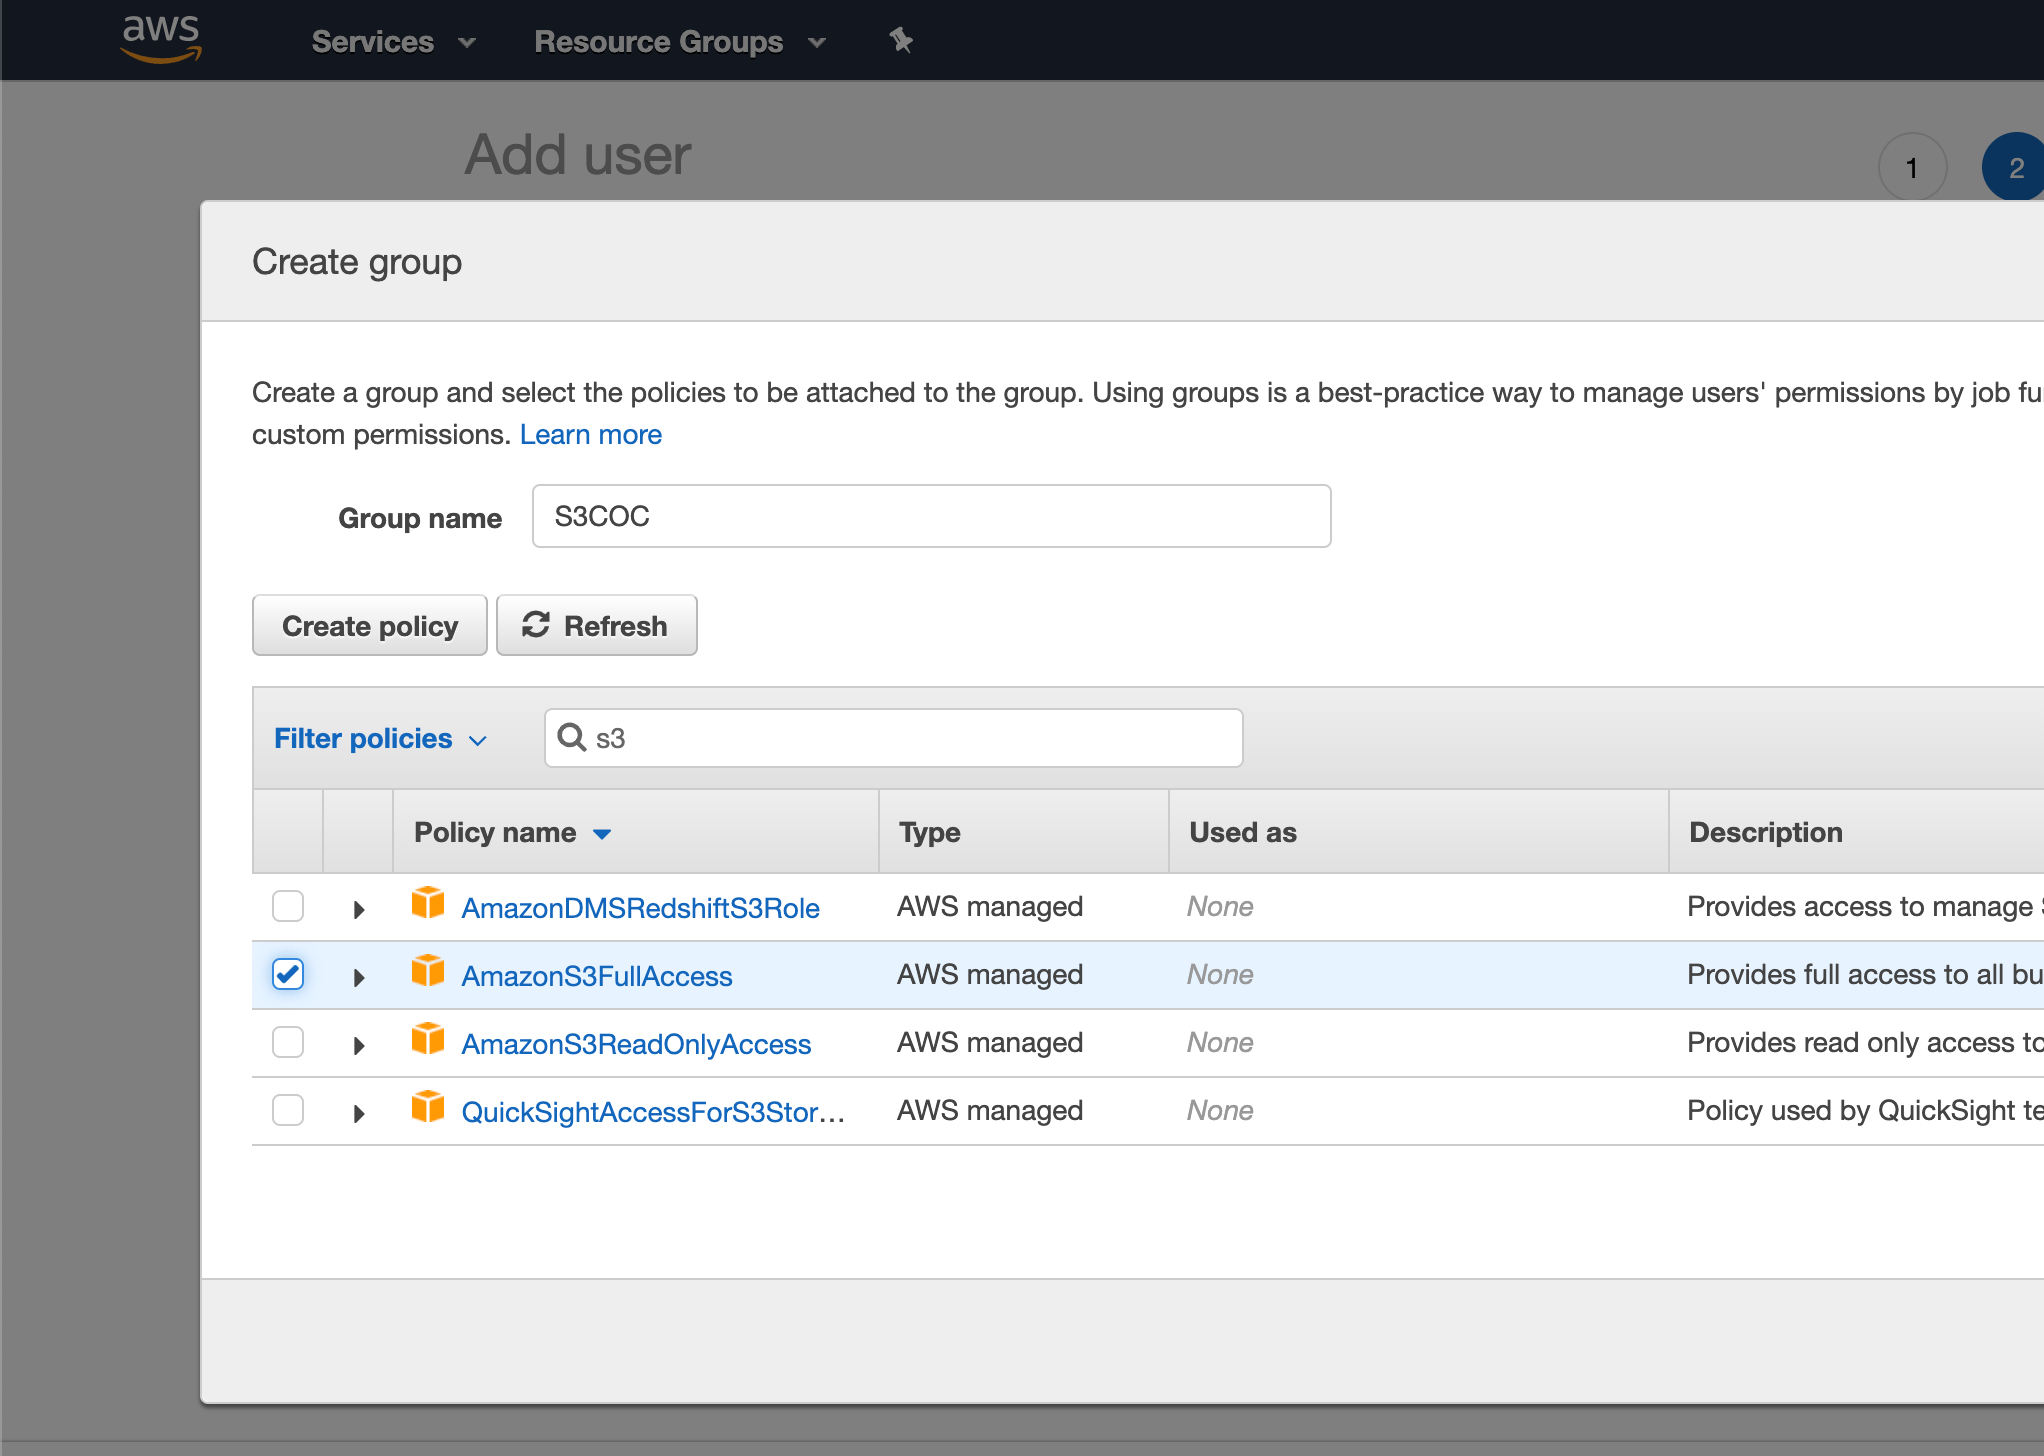 aws Services Resource Groups
Add user
1 2
Create group
Create a group and select the policies to be attached to the group. Using groups is a best-practice way to manage users' permissions by job
custom permissions. Learn more
Group name S3COC
Create policy Refresh
Filter policies s3
Policy name Type Used as Description
AmazonDMSRedshiftS3Role AWS managed None Provides access to manage
AmazonS3FullAccess AWS managed None Provides full access to all
AmazonS3ReadOnlyAccess AWS managed None Provides read only access
QuickSightAccessForS3Stor... AWS managed None Policy used by QuickSight